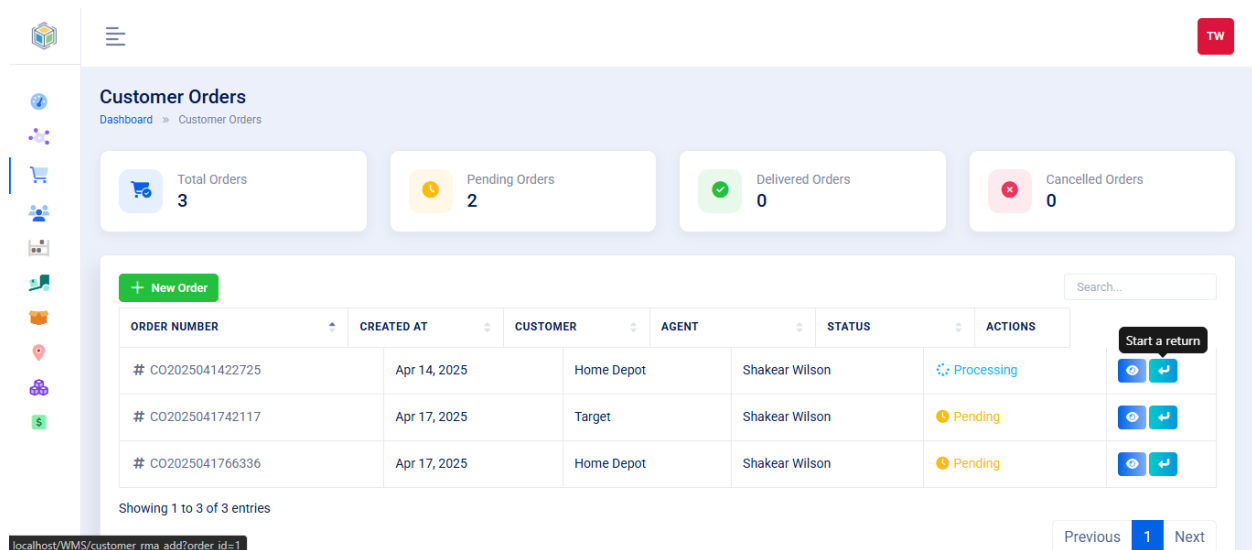 TW
Customer Orders
Dashboard » Customer Orders
Total Orders
3
Pending Orders
2
Delivered Orders
0
Cancelled Orders
0
+ New Order
Search...
ORDER NUMBER CREATED AT CUSTOMER AGENT STATUS ACTIONS
Start a return
# CO2025041422725 Apr 14, 2025 Home Depot Shakear Wilson Processing
# CO2025041742117 Apr 17, 2025 Target Shakear Wilson Pending
# CO2025041766336 Apr 17, 2025 Home Depot Shakear Wilson Pending
Showing 1 to 3 of 3 entries
Previous 1 Next
localhost/WMS/customer_rma_add?order_id=1